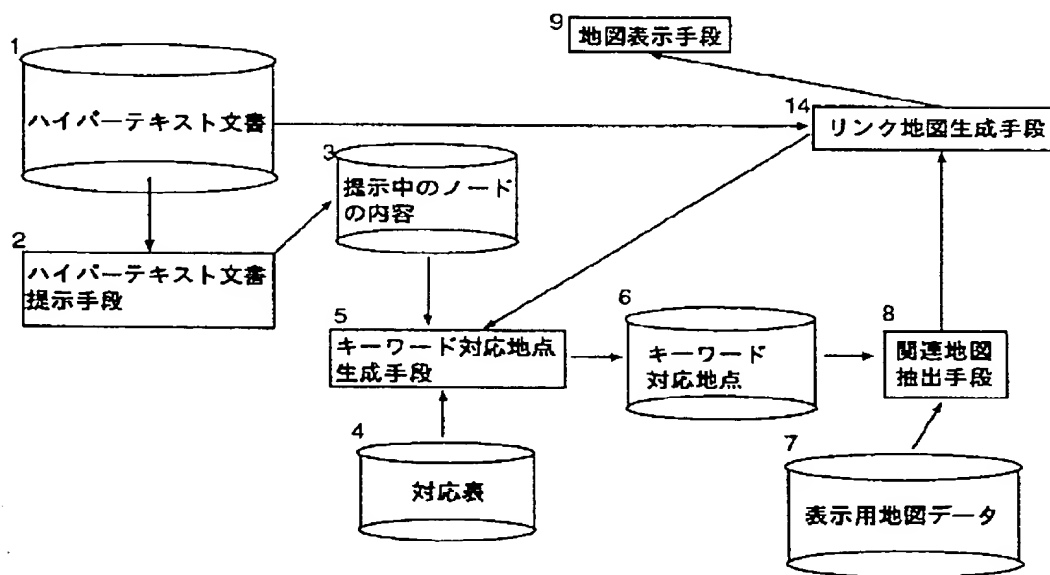 1
ハイパーテキスト文書
2
ハイパーテキスト文書
提示手段
3
提示中のノード
の内容
9
地図表示手段
14
リンク地図生成手段
5
キーワード対応地点
生成手段
6
キーワード
対応地点
8
関連地図
抽出手段
4
対応表
7
表示用地図データ